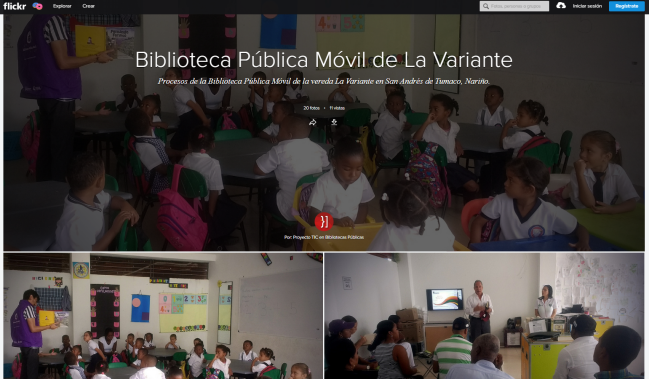 flickr
Explorar
Crear
Fotos, personas o grupos
Iniciar sesión
Regístrate
Biblioteca Pública Móvil de La Variante
Procesos de la Biblioteca Pública Móvil de la vereda La Variante en San Andrés de Tumaco, Nariño.
20 fotos • 11 vistas
Por: Proyecto TIC en Bibliotecas Públicas